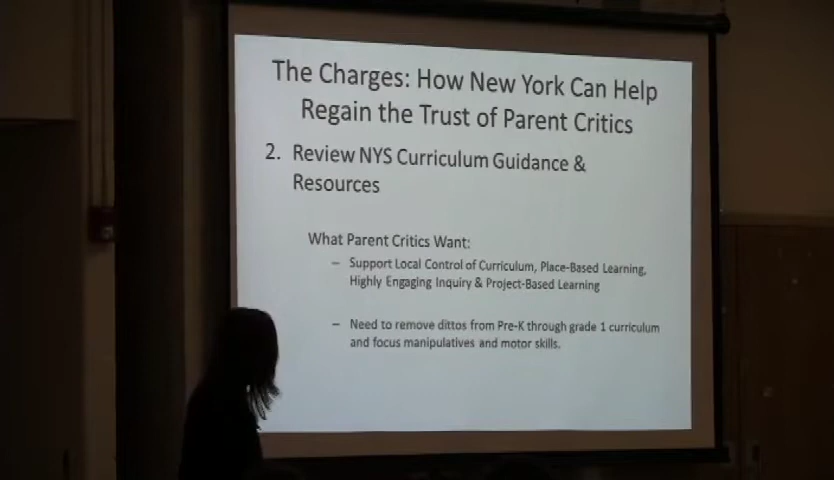 The Charges: How New York Can Help
Regain the Trust of Parent Critics
2. Review NYS Curriculum Guidance &
Resources
What Parent Critics Want:
– Support Local Control of Curriculum, Place-Based Learning,
Highly Engaging Inquiry & Project-Based Learning
– Need to remove dittos from Pre-K through grade 1 curriculum
and focus manipulatives and motor skills.